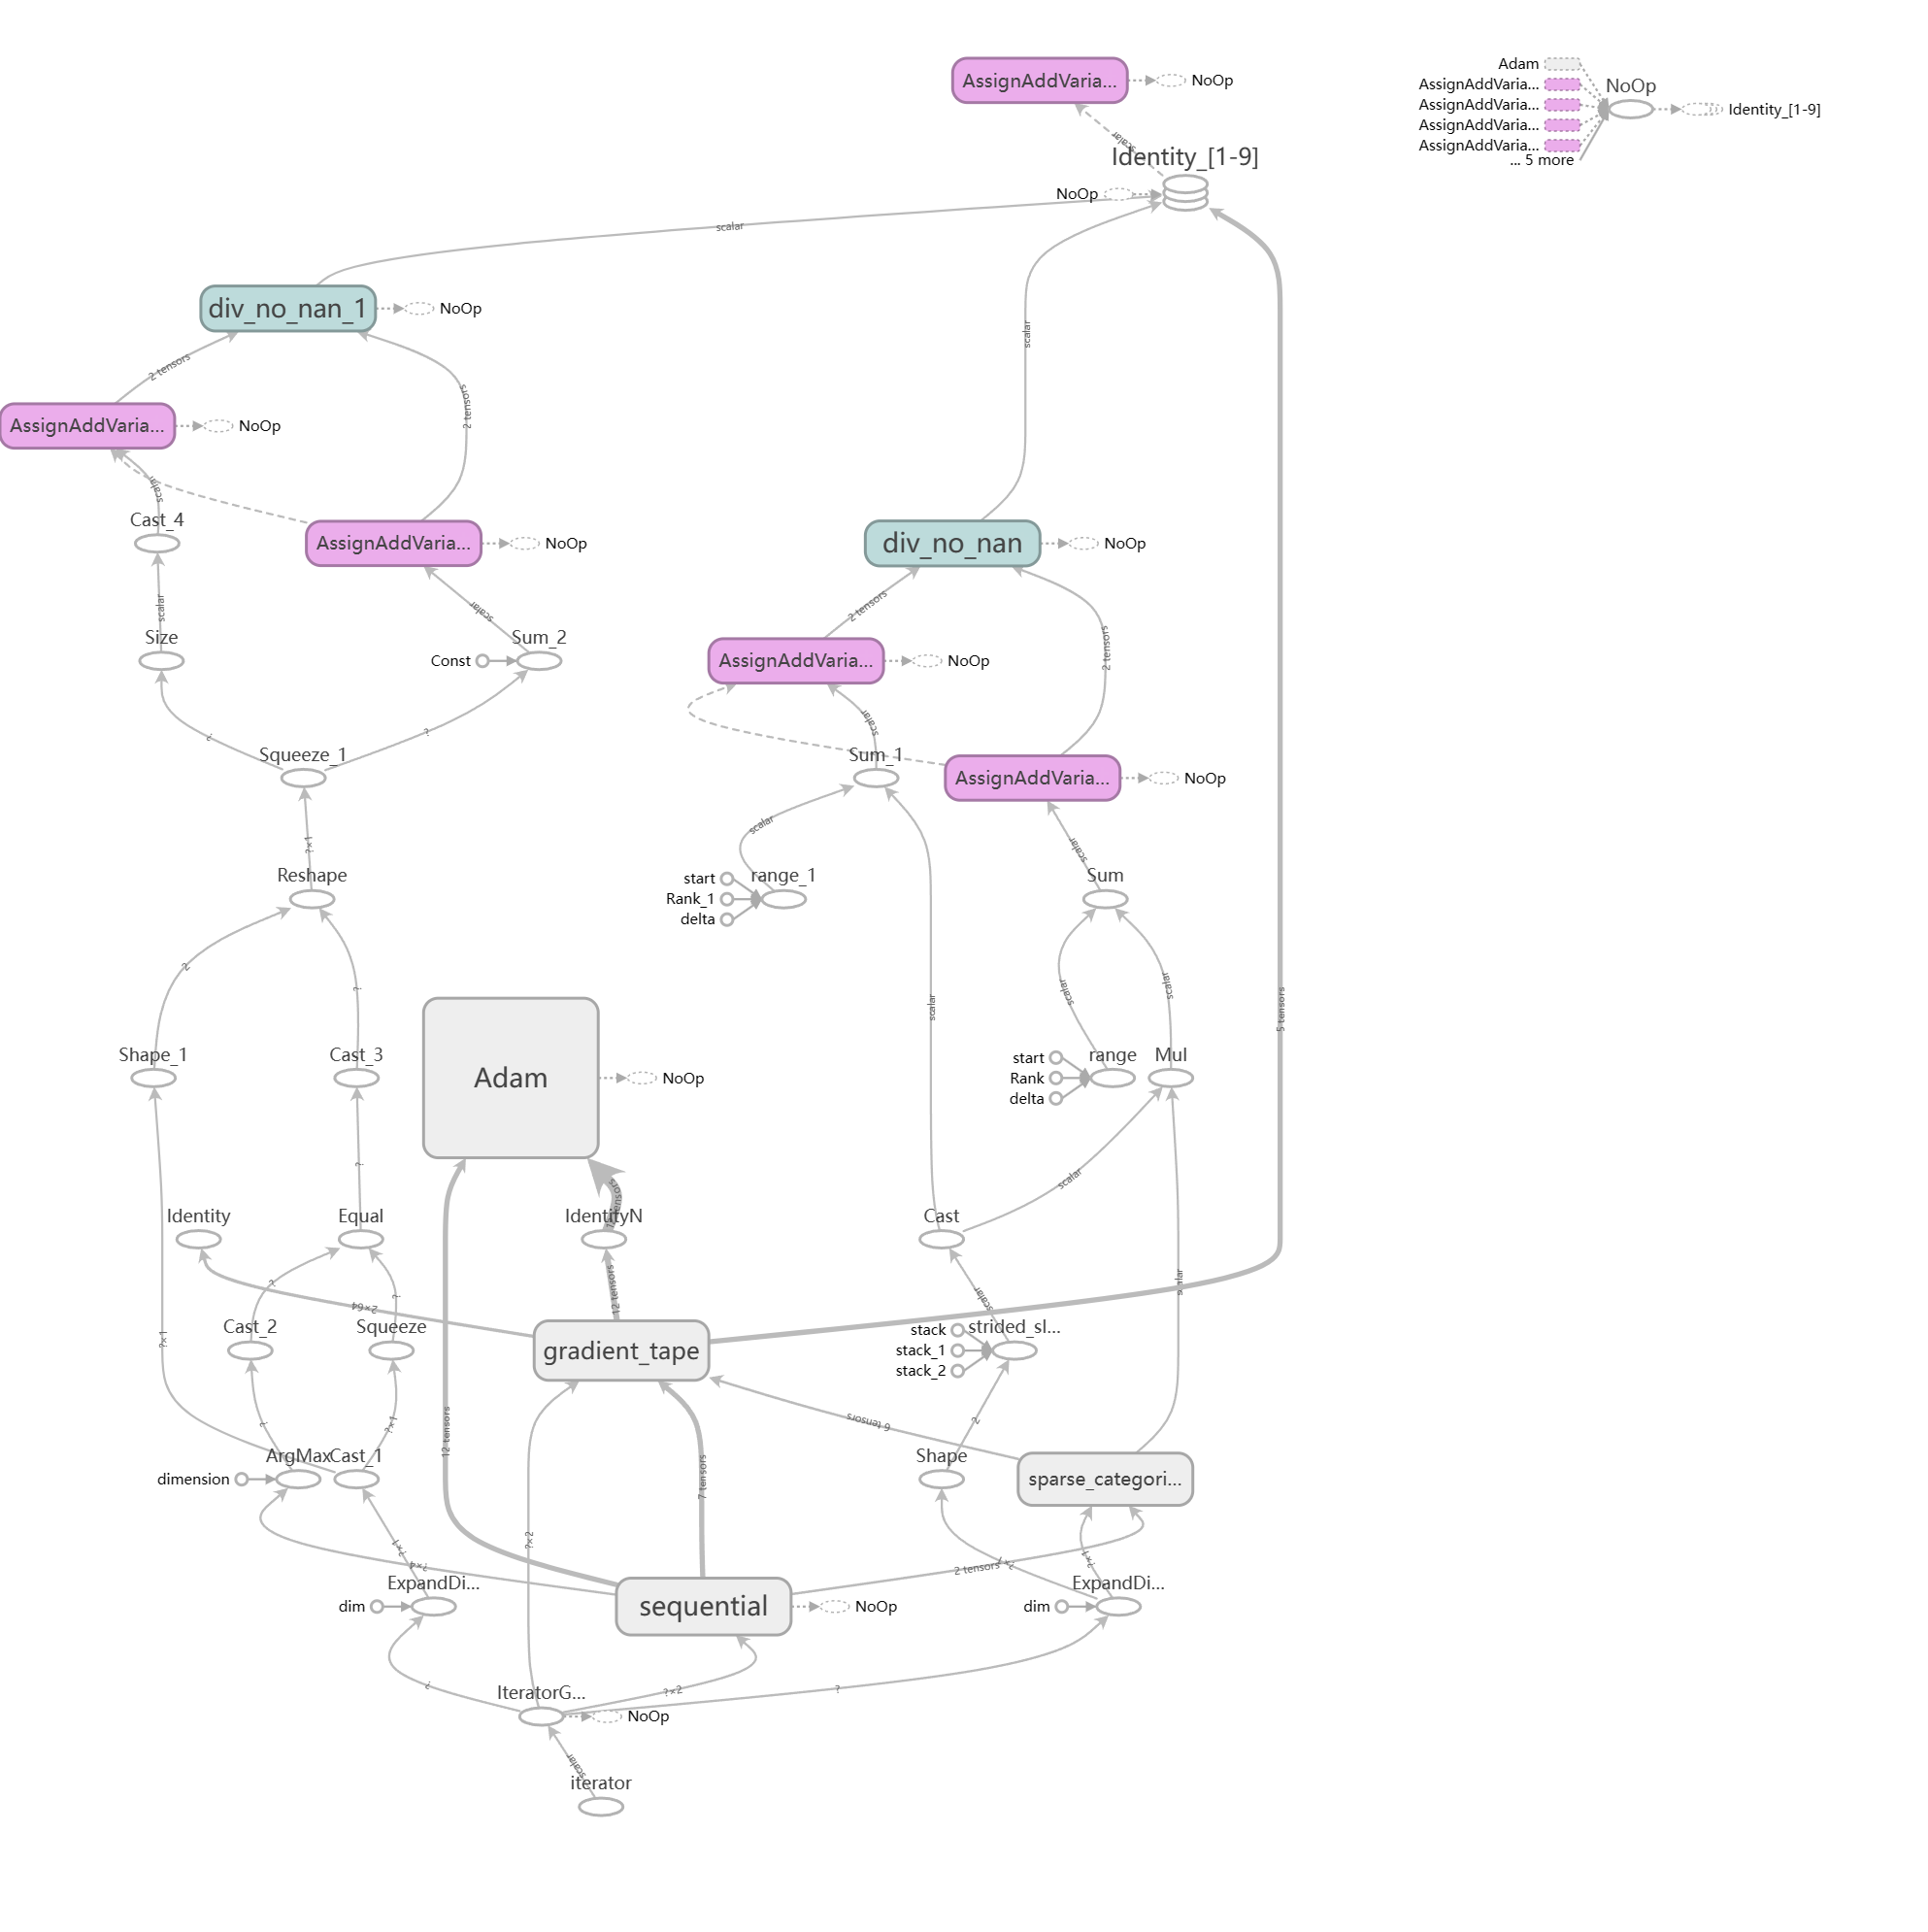 AssignAddVaria...
NoOp
scalar
Identity_[1-9]
NoOp
Adam
AssignAddVaria...
AssignAddVaria...
AssignAddVaria...
AssignAddVaria...
... 5 more
NoOp
Identity_[1-9]
scalar
div_no_nan_1
NoOp
scalar
2 tensors
2 tensors
AssignAddVaria...
NoOp
scalar
Cast_4
AssignAddVaria...
NoOp
div_no_nan
NoOp
scalar
scalar
2 tensors
2 tensors
Size
Const
Sum_2
AssignAddVaria...
NoOp
?
?
scalar
Squeeze_1
Sum_1
AssignAddVaria...
NoOp
?×1
scalar
scalar
Reshape
start
Rank_1
delta
range_1
Sum
?
2
scalar
scalar
scalar
5 tensors
Shape_1
Cast_3
Adam
NoOp
start
Rank
delta
range
Mul
?
scalar
Identity
Equal
IdentityN
Cast
?
?
2×64
12 tensors
scalar
scalar
?×1
Cast_2
Squeeze
gradient_tape
stack
stack_1
stack_2
strided_sl...
?
?×1
12 tensors
7 tensors
6 tensors
2
dimension
ArgMax
Cast_1
Shape
sparse_categori...
?×1
?×4
?×2
2 tensors
?×1
?×1
dim
ExpandDi...
sequential
NoOp
dim
ExpandDi...
?
?×2
?
IteratorG...
NoOp
scalar
iterator